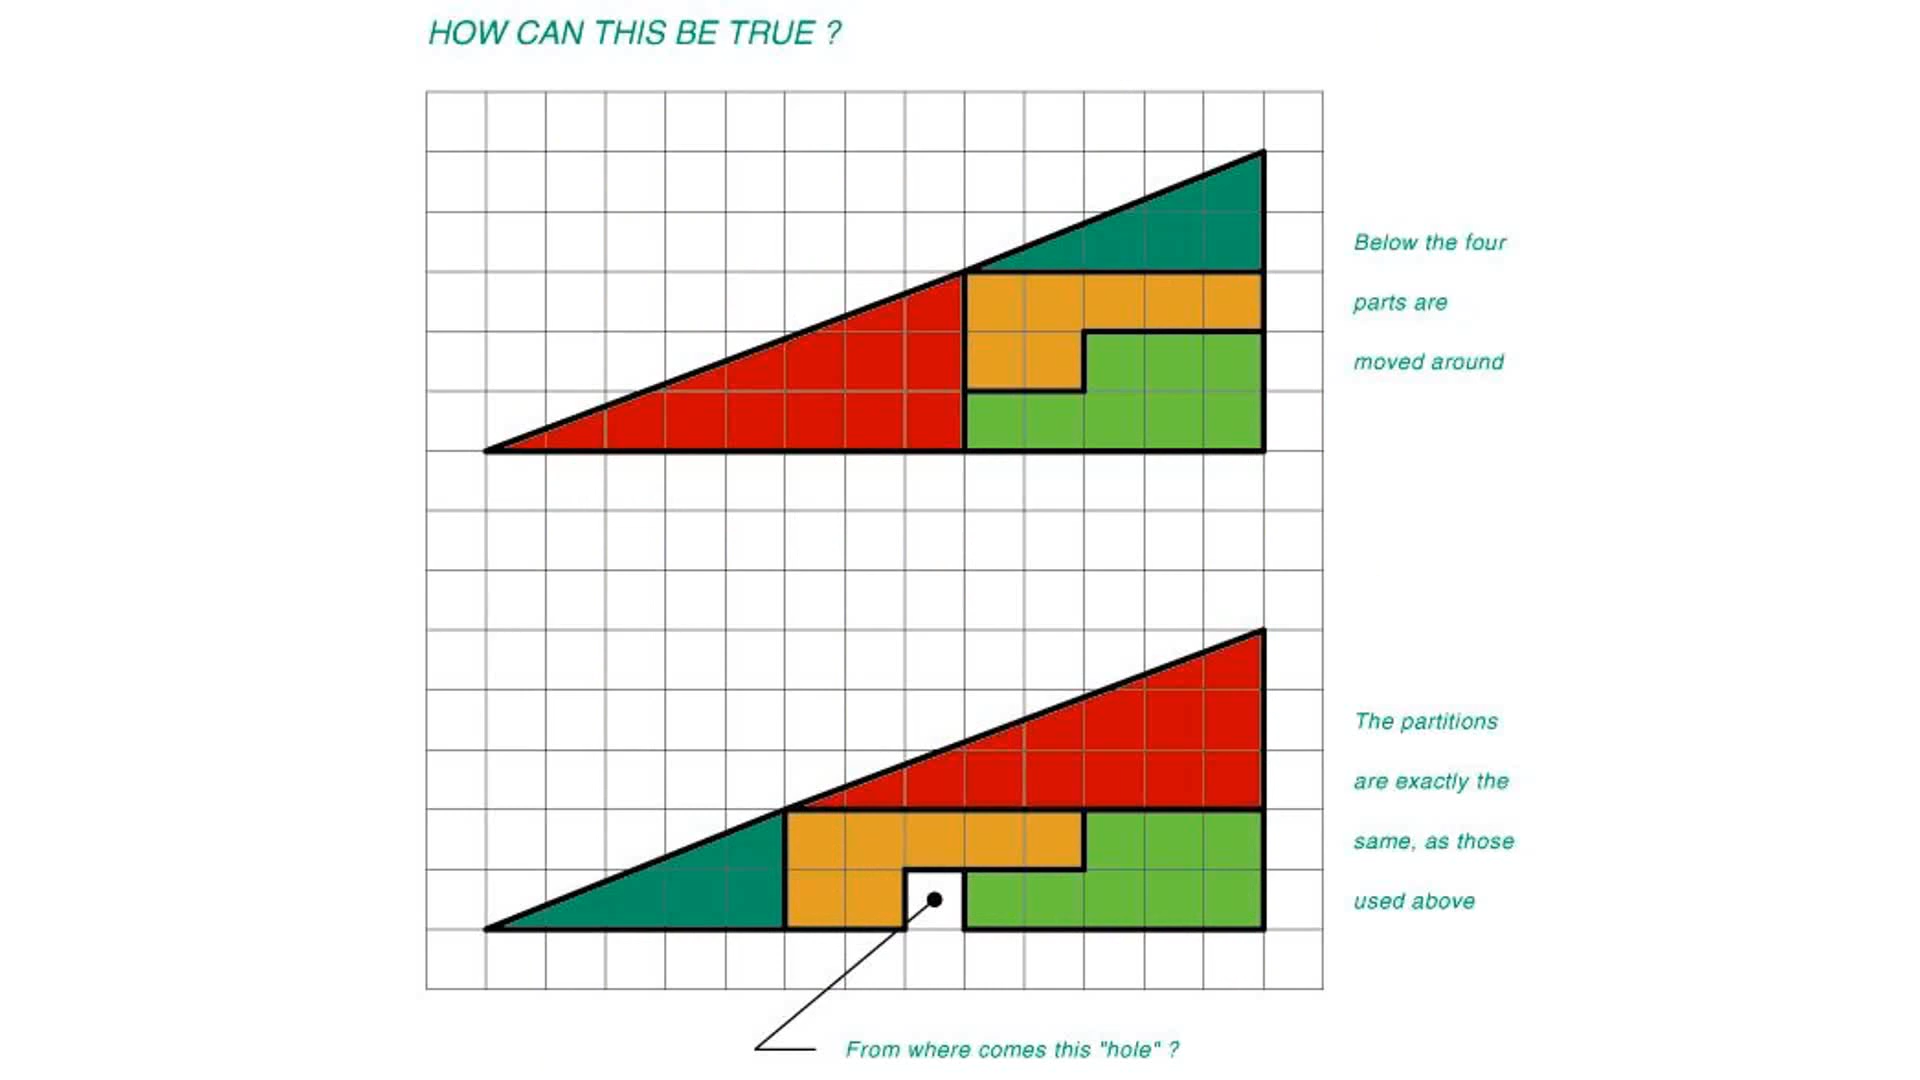 HOW CAN THIS BE TRUE ?
Below the four
parts are
moved around
The partitions
are exactly the
same, as those
used above
From where comes this "hole" ?